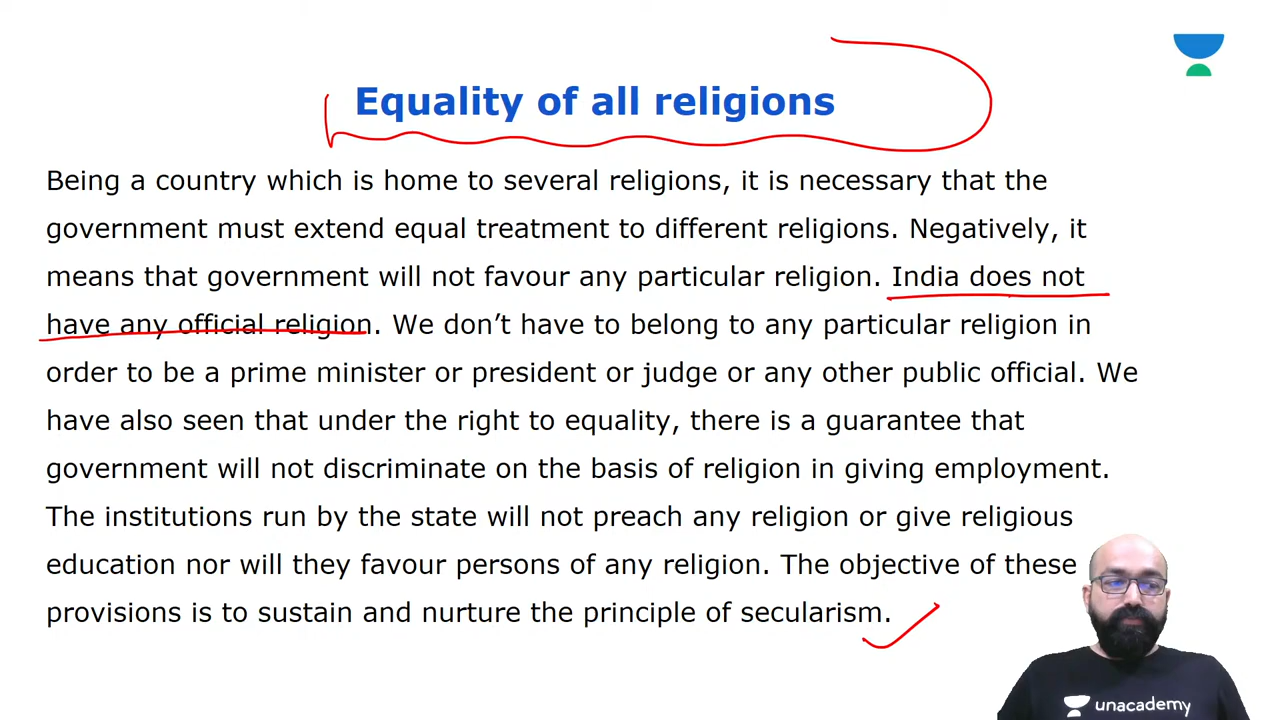 Equality of all religions
Being a country which is home to several religions, it is necessary that the
government must extend equal treatment to different religions. Negatively, it
means that government will not favour any particular religion. India does not
have any official religion. We don’t have to belong to any particular religion in
order to be a prime minister or president or judge or any other public official. We
have also seen that under the right to equality, there is a guarantee that
government will not discriminate on the basis of religion in giving employment.
The institutions run by the state will not preach any religion or give religious
education nor will they favour persons of any religion. The objective of these
provisions is to sustain and nurture the principle of secularism.
unacademy